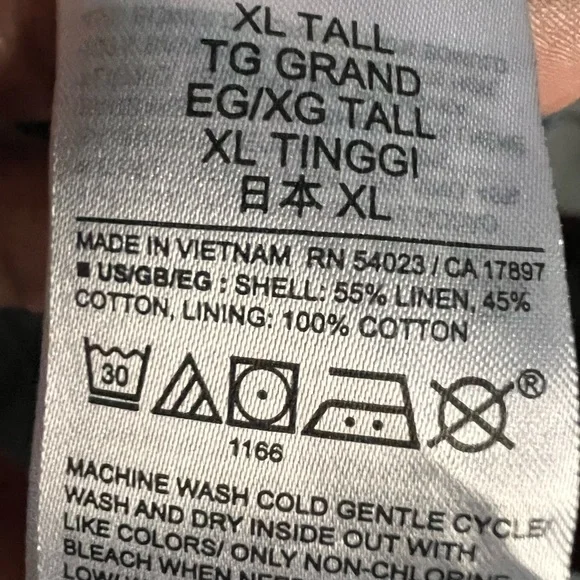 XL TALL
TG GRAND
EG/XG TALL
XL TINGGI
日本 XL
MADE IN VIETNAM RN 54023 / CA 17897
■ US/GB/EG : SHELL: 55% LINEN, 45%
COTTON, LINING: 100% COTTON
30
®
1166
MACHINE WASH COLD GENTLE CYCLE
WASH AND DRY INSIDE OUT WITH
LIKE COLORS/ ONLY NON-CHLOR
BLEACH WHEN